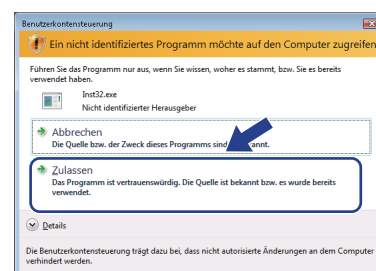 Benutzerkontensteuerung
Ein nicht identifiziertes Programm möchte auf den Computer zugreifen
Führen Sie das Programm nur aus, wenn Sie wissen, woher es stammt, bzw. Sie es bereits
verwendet haben.
Inst32.exe
Nicht identifizierter Herausgeber
Abbrechen
Die Quelle bzw. der Zweck dieses Programms sind
Zulassen
Das Programm ist vertrauenswürdig. Die Quelle ist bekannt bzw. es wurde bereits
verwendet.
Details
Die Benutzerkontensteuerung trägt dazu bei, dass nicht autorisierte Änderungen an dem Computer
verhindert werden.